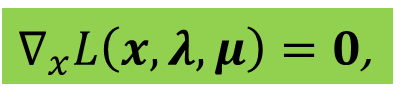 ∇ₓL(𝒙, 𝝀, 𝝁) = 𝟎,